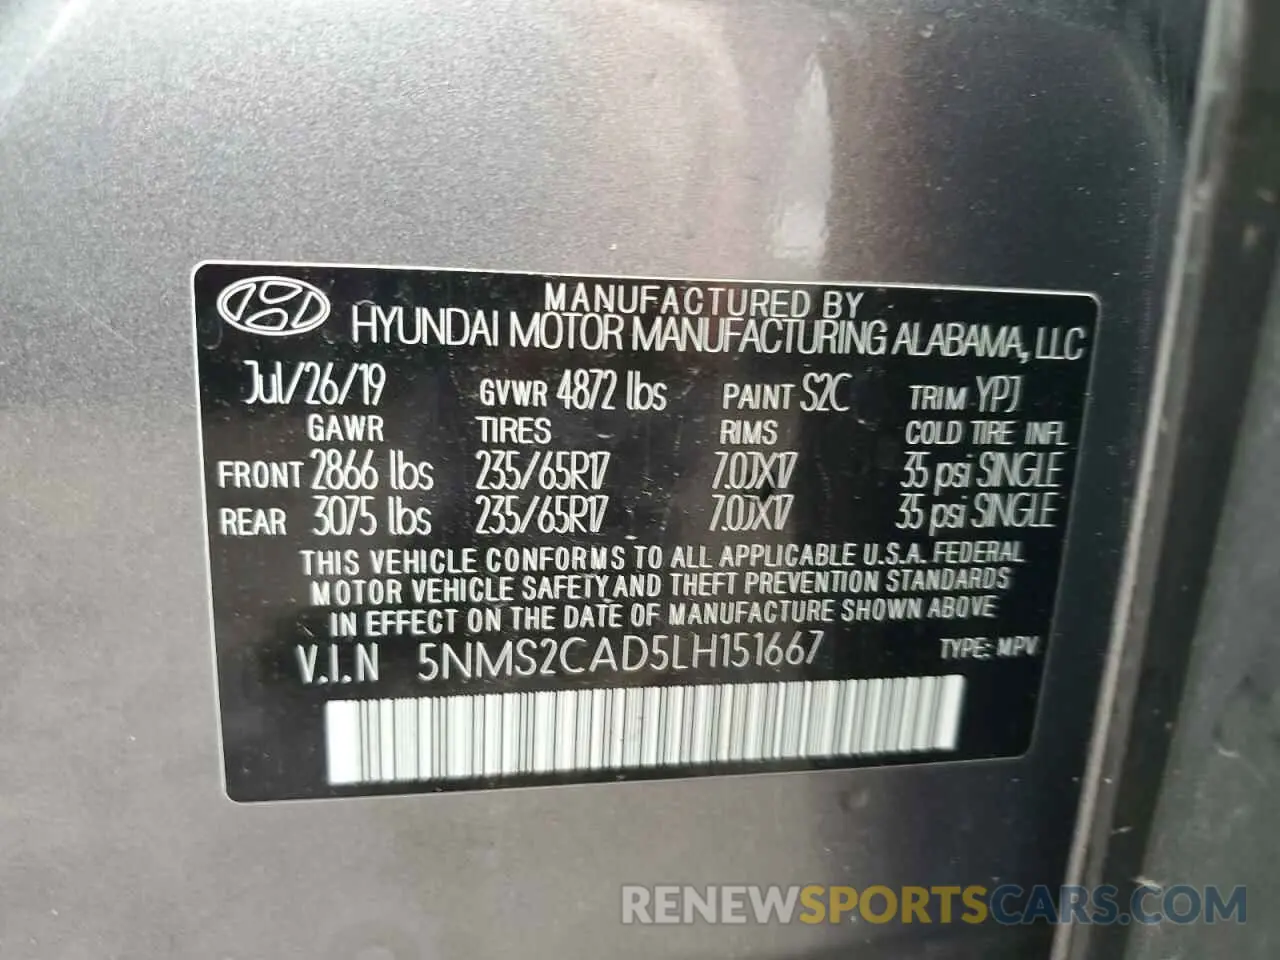 MANUFACTURED BY
HYUNDAI MOTOR MANUFACTURING ALABAMA, LLC
Jul/26/19 GVWR 4872 lbs PAINT S2C TRIM YPJ
GAWR TIRES RIMS COLD TIRE INFL
FRONT 2866 lbs 235/65R17 7.0JX17 35 psi SINGLE
REAR 3075 lbs 235/65R17 7.0JX17 35 psi SINGLE
THIS VEHICLE CONFORMS TO ALL APPLICABLE U.S.A. FEDERAL
MOTOR VEHICLE SAFETY AND THEFT PREVENTION STANDARDS
IN EFFECT ON THE DATE OF MANUFACTURE SHOWN ABOVE
V.I.N 5NMS2CAD5LH151667 TYPE: MPV
RENEWSPORTSCARS.COM